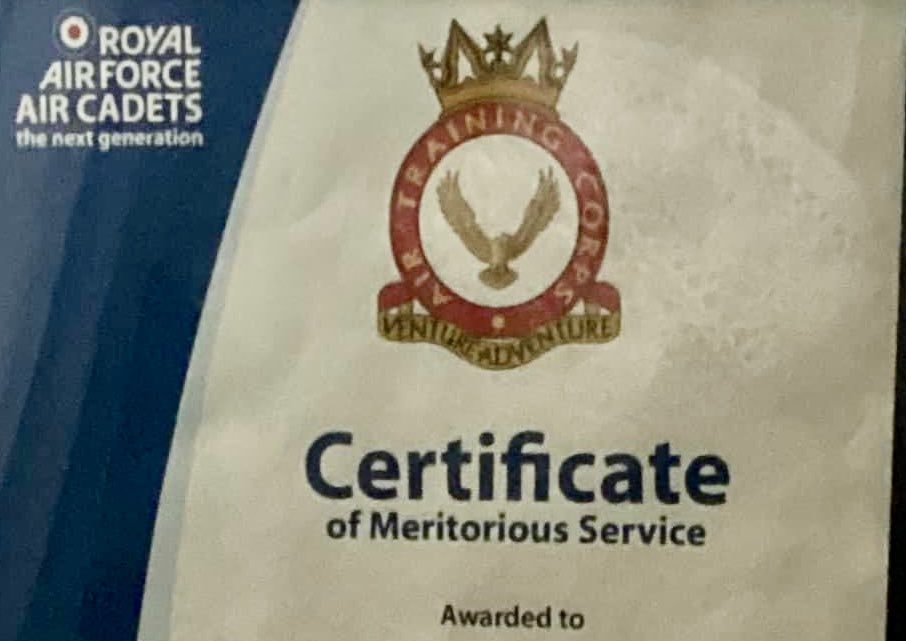 ROYAL
AIR FORCE
AIR CADETS
the next generation
AIR TRAINING CORPS
VENTURE ADVENTURE
Certificate
of Meritorious Service
Awarded to